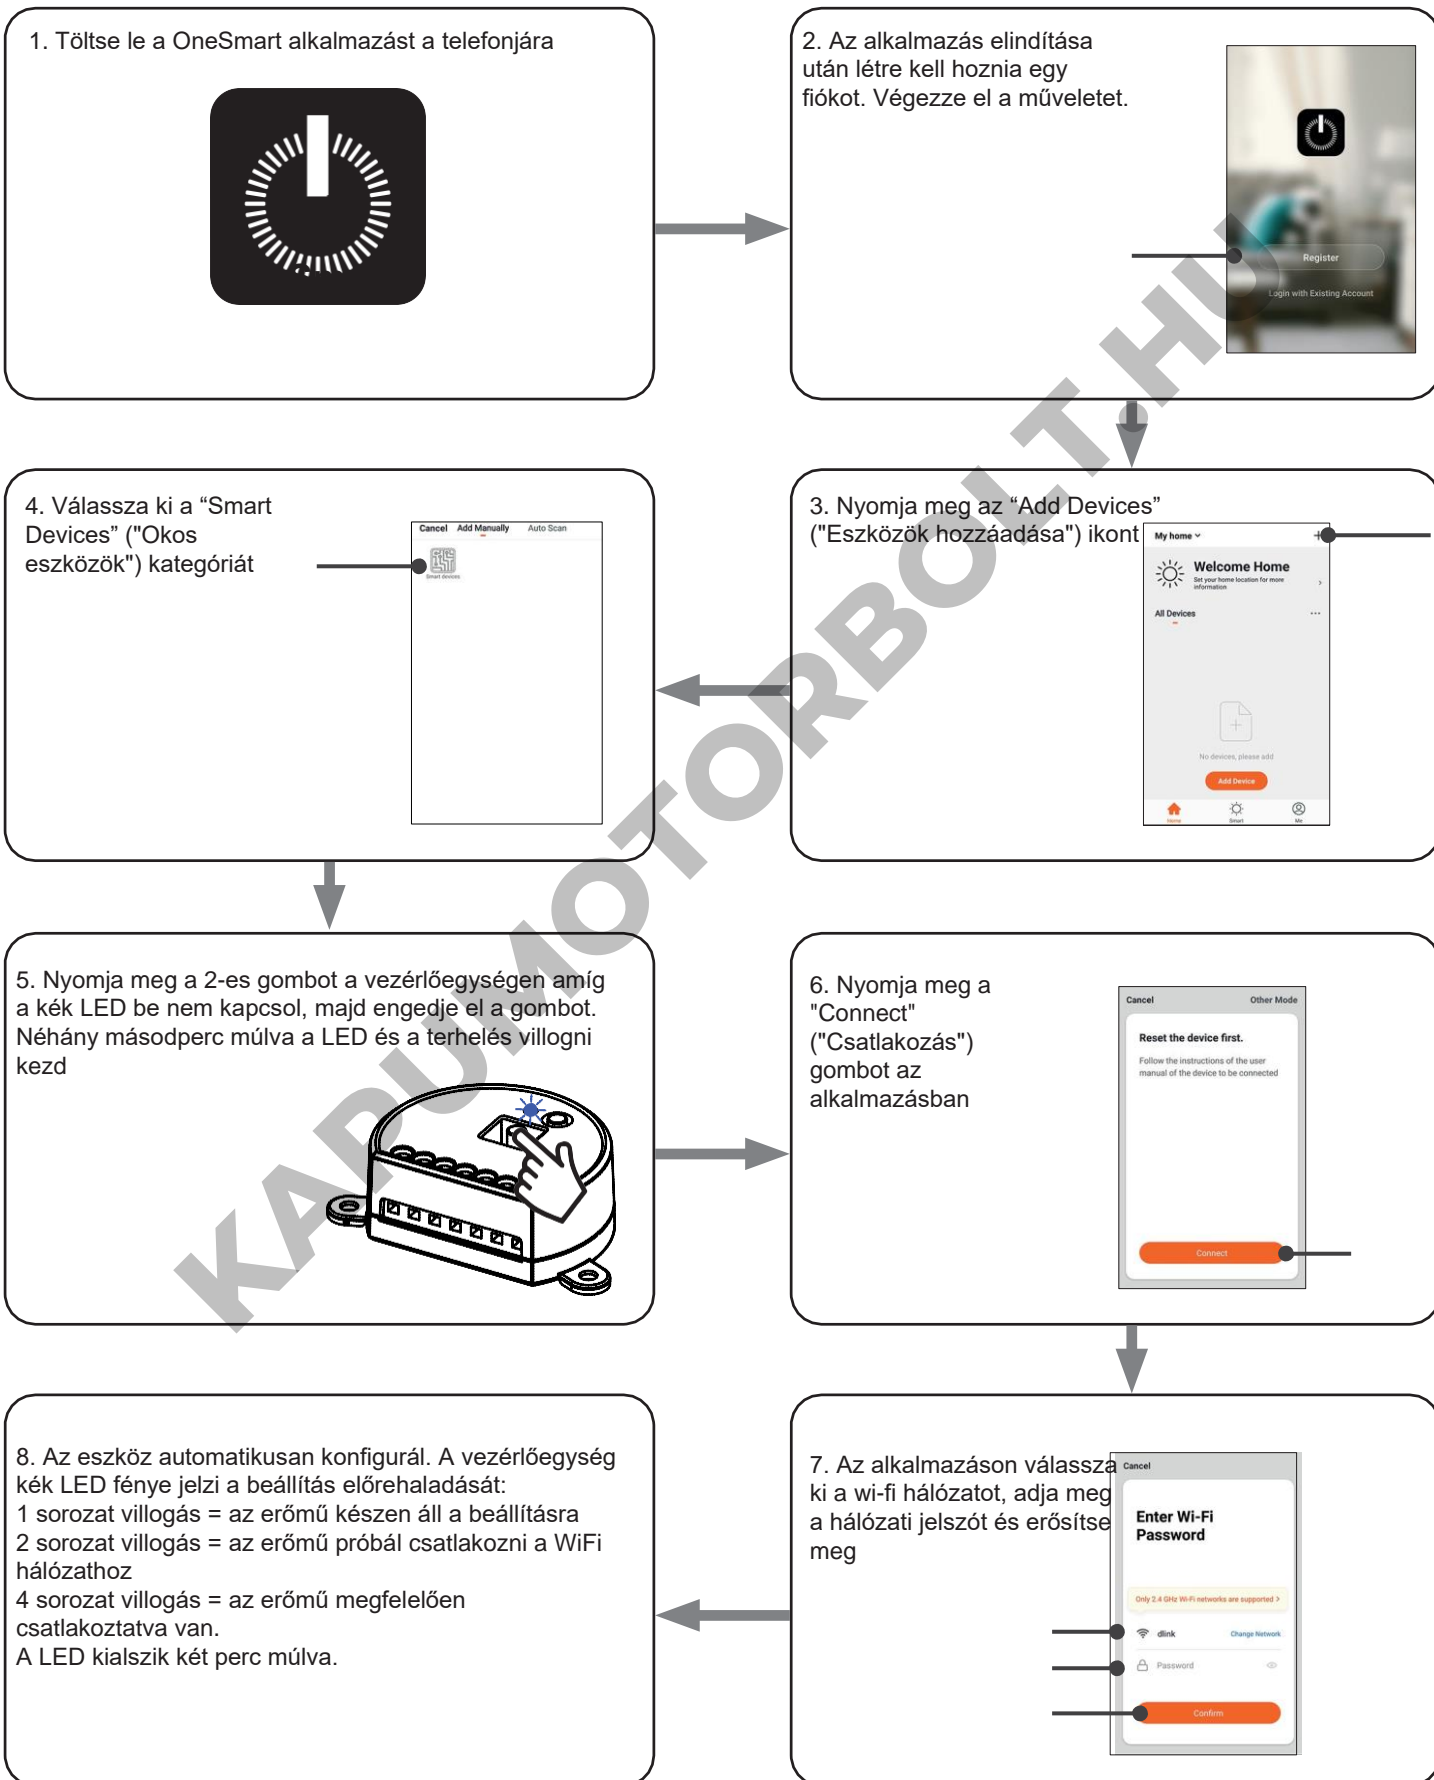 1. Töltse le a OneSmart alkalmazást a telefonjára
2. Az alkalmazás elindítása
után létre kell hoznia egy
fiókot. Végezze el a műveletet.
Register
Login with Existing Account
3. Nyomja meg az “Add Devices”
("Eszközök hozzáadása") ikont
My home
Welcome Home
Set your home location for more
information
All Devices
No devices, please add
Add Device
Home
Smart
Me
4. Válassza ki a “Smart
Devices” ("Okos
eszközök") kategóriát
Cancel Add Manually Auto Scan
Smart devices
5. Nyomja meg a 2-es gombot a vezérlőegységen amíg
a kék LED be nem kapcsol, majd engedje el a gombot.
Néhány másodperc múlva a LED és a terhelés villogni
kezd
6. Nyomja meg a
"Connect"
("Csatlakozás")
gombot az
alkalmazásban
Cancel Other Mode
Reset the device first.
Follow the instructions of the user
manual of the device to be connected
Connect
7. Az alkalmazáson válassza
ki a wi-fi hálózatot, adja meg
a hálózati jelszót és erősítse
meg
Cancel
Enter Wi-Fi
Password
Only 2.4 GHz Wi-Fi networks are supported >
dlink Change Network
Password
Confirm
8. Az eszköz automatikusan konfigurál. A vezérlőegység
kék LED fénye jelzi a beállítás előrehaladását:
1 sorozat villogás = az erőmű készen áll a beállításra
2 sorozat villogás = az erőmű próbál csatlakozni a WiFi
hálózathoz
4 sorozat villogás = az erőmű megfelelően
csatlakoztatva van.
A LED kialszik két perc múlva.
KAPUMOTORBOLT.HU